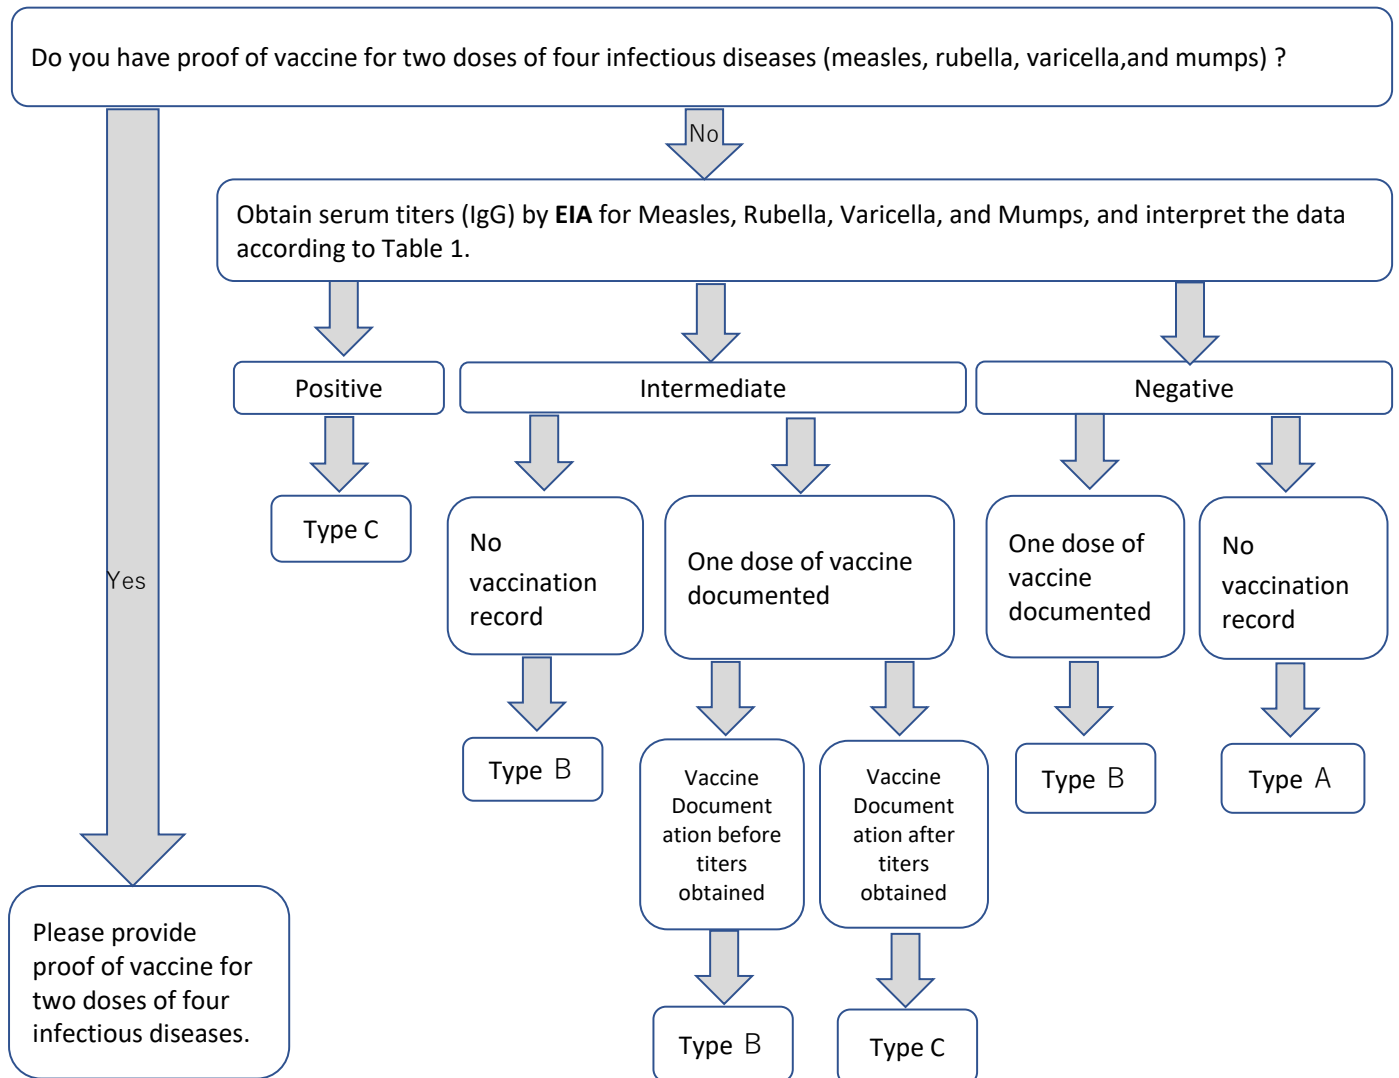 Do you have proof of vaccine for two doses of four infectious diseases (measles, rubella, varicella,and mumps) ?
No
Obtain serum titers (IgG) by EIA for Measles, Rubella, Varicella, and Mumps, and interpret the data
according to Table 1.
Positive
Intermediate
Negative
Type C
No
vaccination
record
One dose of vaccine
documented
One dose of
vaccine
documented
No
vaccination
record
Yes
Type B
Vaccine
Document
ation before
titers
obtained
Vaccine
Document
ation after
titers
obtained
Type B
Type A
Please provide
proof of vaccine for
two doses of four
infectious diseases.
Type B
Type C